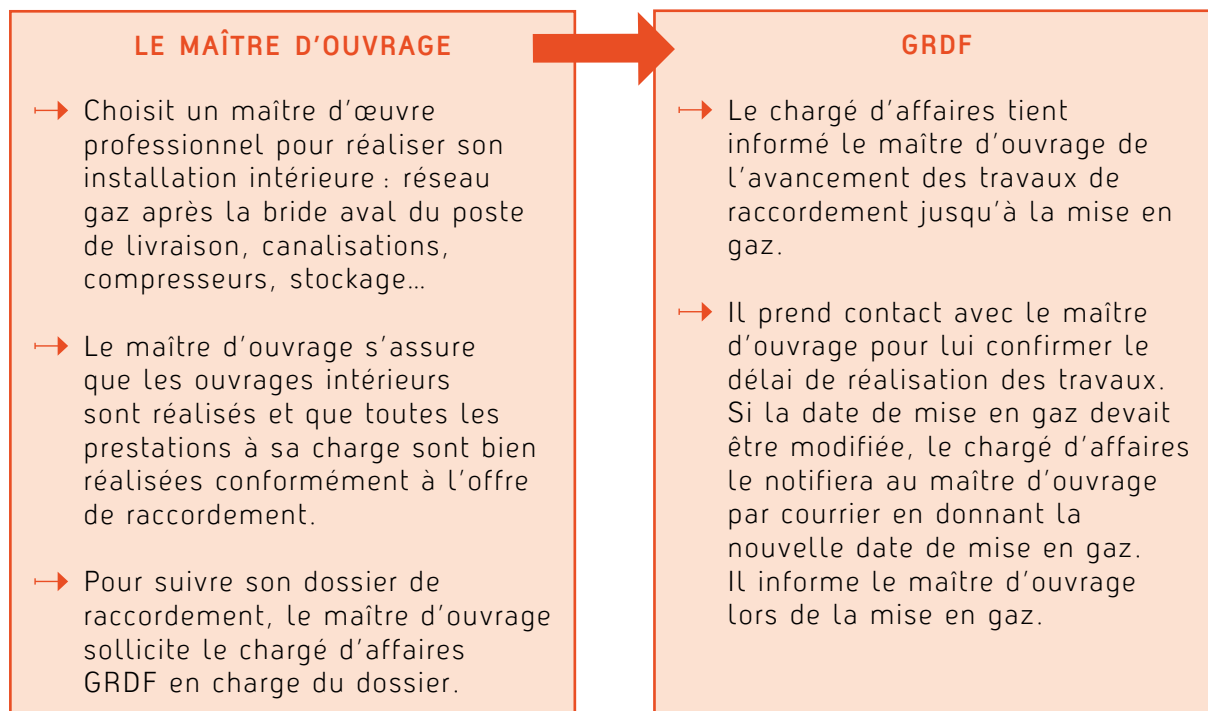 LE MAÎTRE D'OUVRAGE
Choisit un maître d'œuvre
professionnel pour réaliser son
installation intérieure : réseau
gaz après la bride aval du poste
de livraison, canalisations,
compresseurs, stockage…
Le maître d'ouvrage s'assure
que les ouvrages intérieurs
sont réalisés et que toutes les
prestations à sa charge sont bien
réalisées conformément à l'offre
de raccordement.
Pour suivre son dossier de
raccordement, le maître d'ouvrage
sollicite le chargé d'affaires
GRDF en charge du dossier.
GRDF
Le chargé d'affaires tient
informé le maître d'ouvrage de
l'avancement des travaux de
raccordement jusqu'à la mise en
gaz.
Il prend contact avec le maître
d'ouvrage pour lui confirmer le
délai de réalisation des travaux.
Si la date de mise en gaz devait
être modifiée, le chargé d'affaires
le notifiera au maître d'ouvrage
par courrier en donnant la
nouvelle date de mise en gaz.
Il informe le maître d'ouvrage
lors de la mise en gaz.